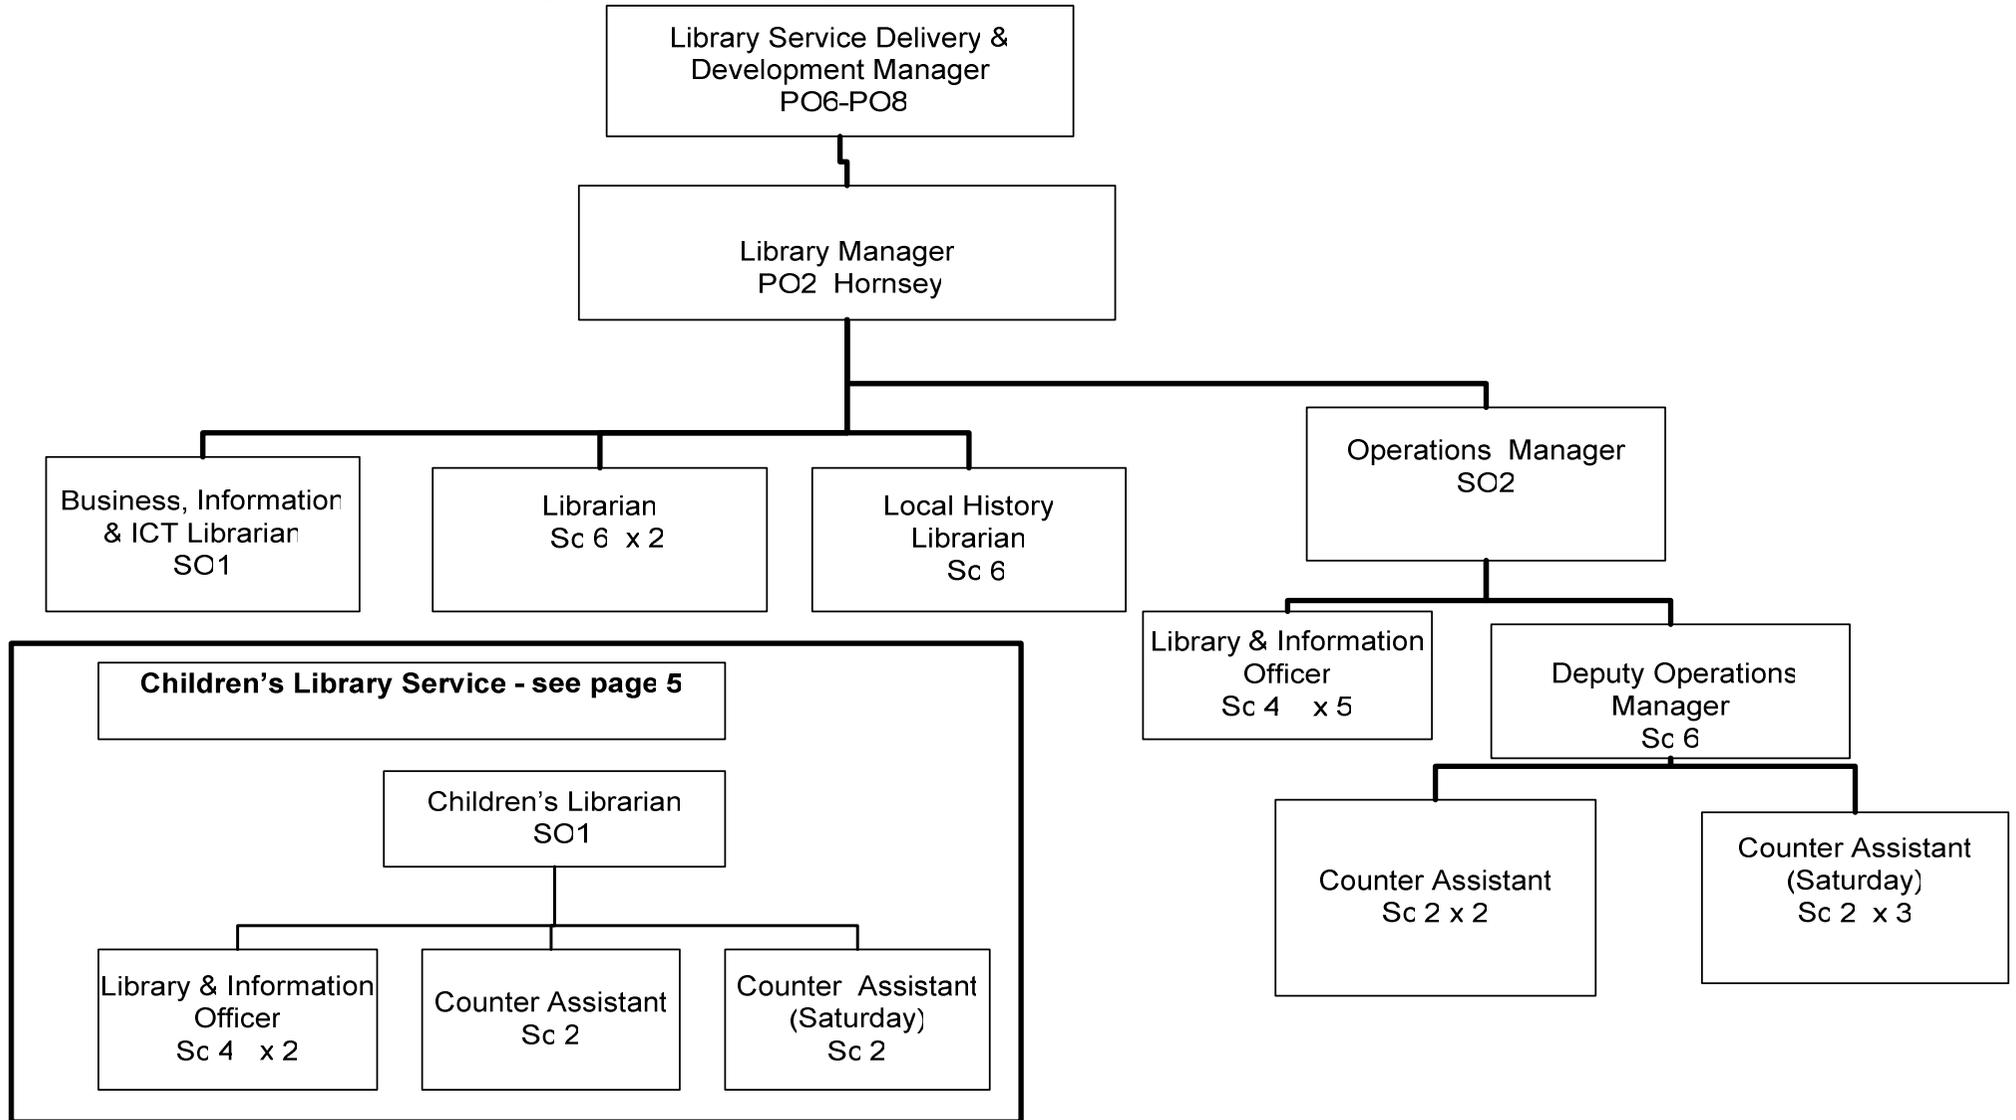 Library Service Delivery &
Development Manager
PO6-PO8
Library Manager
PO2 Hornsey
Operations Manager
SO2
Business, Information
& ICT Librarian
SO1
Librarian
Sc 6 x 2
Local History
Librarian
Sc 6
Library & Information
Officer
Sc 4 x 5
Deputy Operations
Manager
Sc 6
Counter Assistant
Sc 2 x 2
Counter Assistant
(Saturday)
Sc 2 x 3
Children’s Library Service - see page 5
Children’s Librarian
SO1
Library & Information
Officer
Sc 4 x 2
Counter Assistant
Sc 2
Counter Assistant
(Saturday)
Sc 2